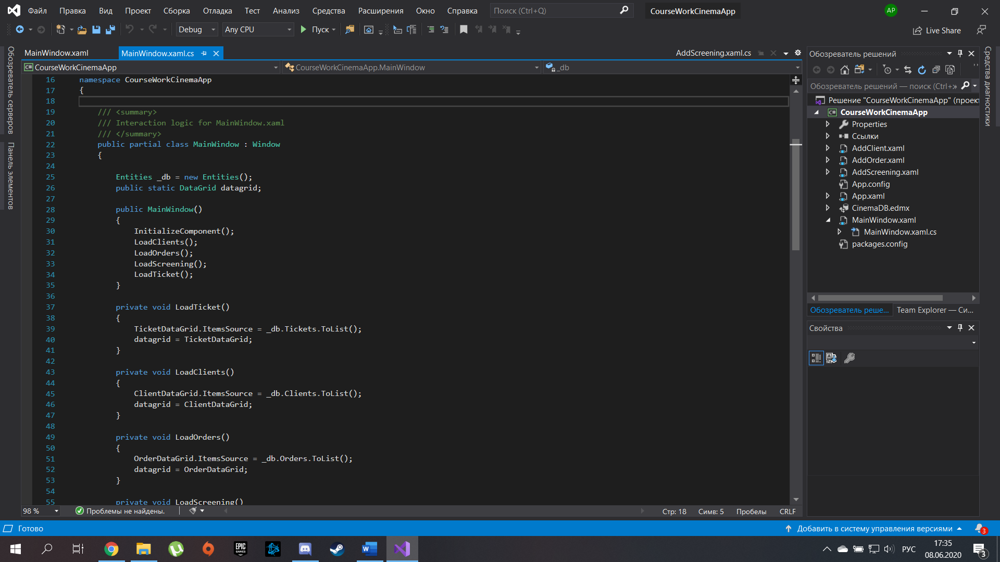 Файл Правка Вид Проект Сборка Отладка Тест Анализ Средства Расширения Окно Справка Поиск (Ctrl+Q) CourseWorkCinemaApp AP
Debug Any CPU Пуск Live Share
Обозреватель серверов
Панель элементов
MainWindow.xaml MainWindow.xaml.cs AddScreening.xaml.cs
C# CourseWorkCinemaApp CourseWorkCinemaApp.MainWindow _db
16 namespace CourseWorkCinemaApp
17 {
18
19 /// <summary>
20 /// Interaction logic for MainWindow.xaml
21 /// </summary>
22 public partial class MainWindow : Window
23 {
24
25 Entities _db = new Entities();
26 public static DataGrid datagrid;
27
28 public MainWindow()
29 {
30 InitializeComponent();
31 LoadClients();
32 LoadOrders();
33 LoadScreening();
34 LoadTicket();
35 }
36
37 private void LoadTicket()
38 {
39 TicketDataGrid.ItemsSource = _db.Tickets.ToList();
40 datagrid = TicketDataGrid;
41 }
42
43 private void LoadClients()
44 {
45 ClientDataGrid.ItemsSource = _db.Clients.ToList();
46 datagrid = ClientDataGrid;
47 }
48
49 private void LoadOrders()
50 {
51 OrderDataGrid.ItemsSource = _db.Orders.ToList();
52 datagrid = OrderDataGrid;
53 }
54
55 private void LoadScreening()
98 % Проблемы не найдены. Стр: 18 Симв: 5 Пробелы CRLF
Обозреватель решений
Обозреватель решений — поиск (Ctrl+ж
Решение "CourseWorkCinemaApp" (проект
C# CourseWorkCinemaApp
Properties
Ссылки
AddClient.xaml
AddOrder.xaml
AddScreening.xaml
App.config
App.xaml
CinemaDB.edmx
MainWindow.xaml
MainWindow.xaml.cs
packages.config
Обозреватель реше... Team Explorer — Си...
Свойства
Средства диагностики
Готово Добавить в систему управления версиями 3
EPIC GAMES W РУС 17:35
08.06.2020 3